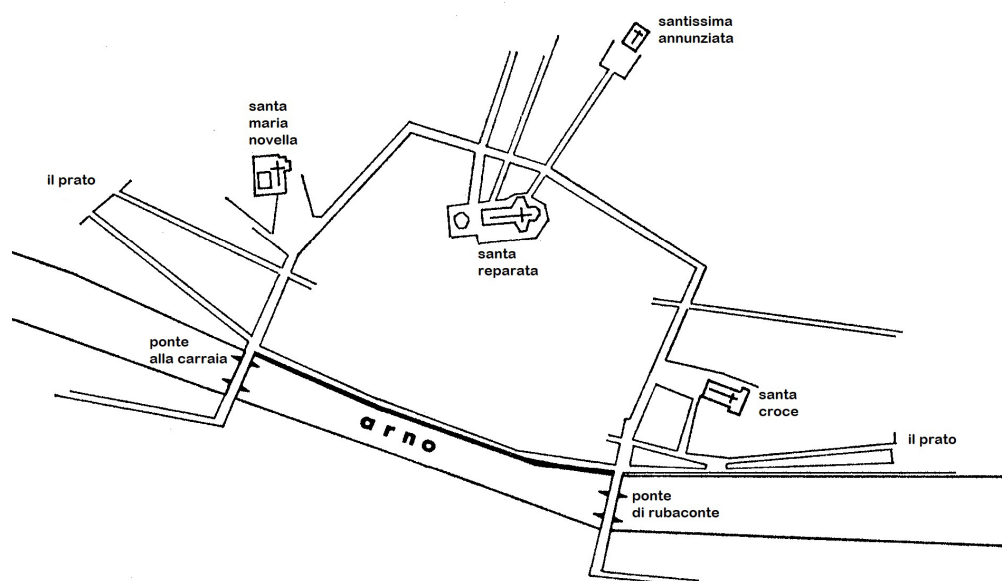 santissima
annunziata
santa
maria
novella
il prato
santa
reparata
ponte
alla carraia
arno
santa
croce
il prato
ponte
di rubaconte